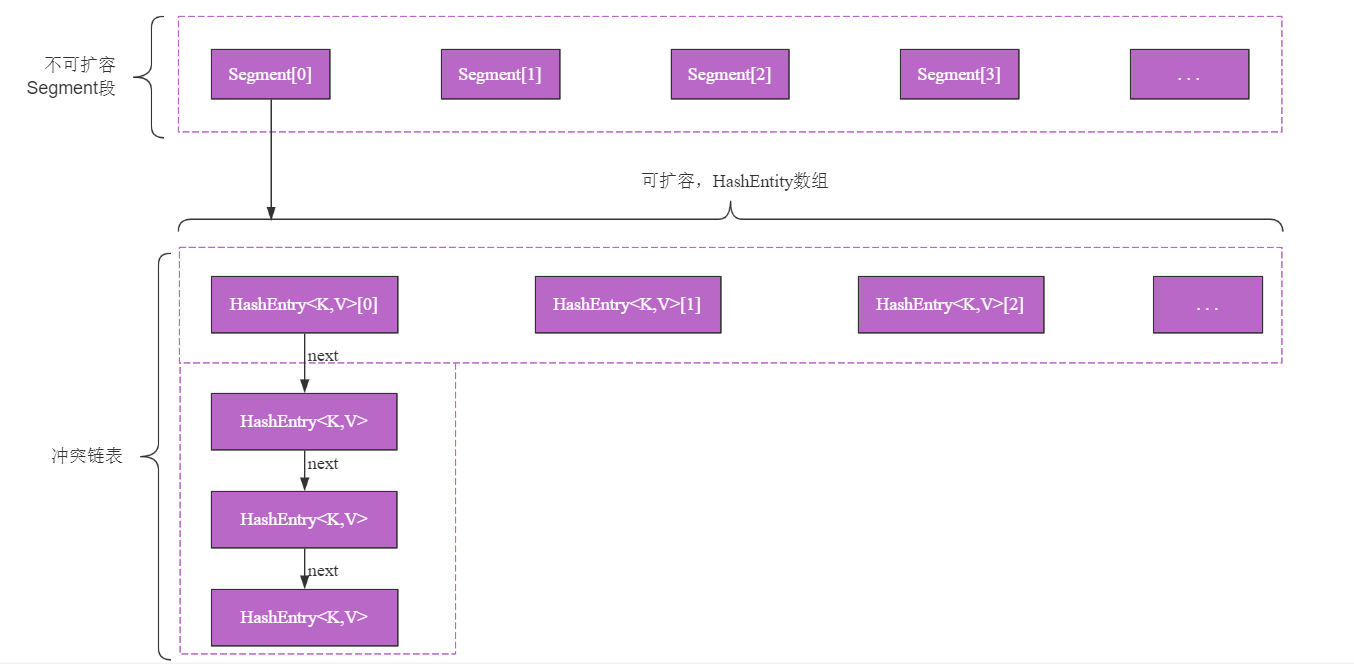 不可扩容
Segment段
Segment[0]
Segment[1]
Segment[2]
Segment[3]
. . .
可扩容，HashEntity数组
HashEntry<K,V>[0]
HashEntry<K,V>[1]
HashEntry<K,V>[2]
. . .
next
HashEntry<K,V>
冲突链表
next
HashEntry<K,V>
next
HashEntry<K,V>